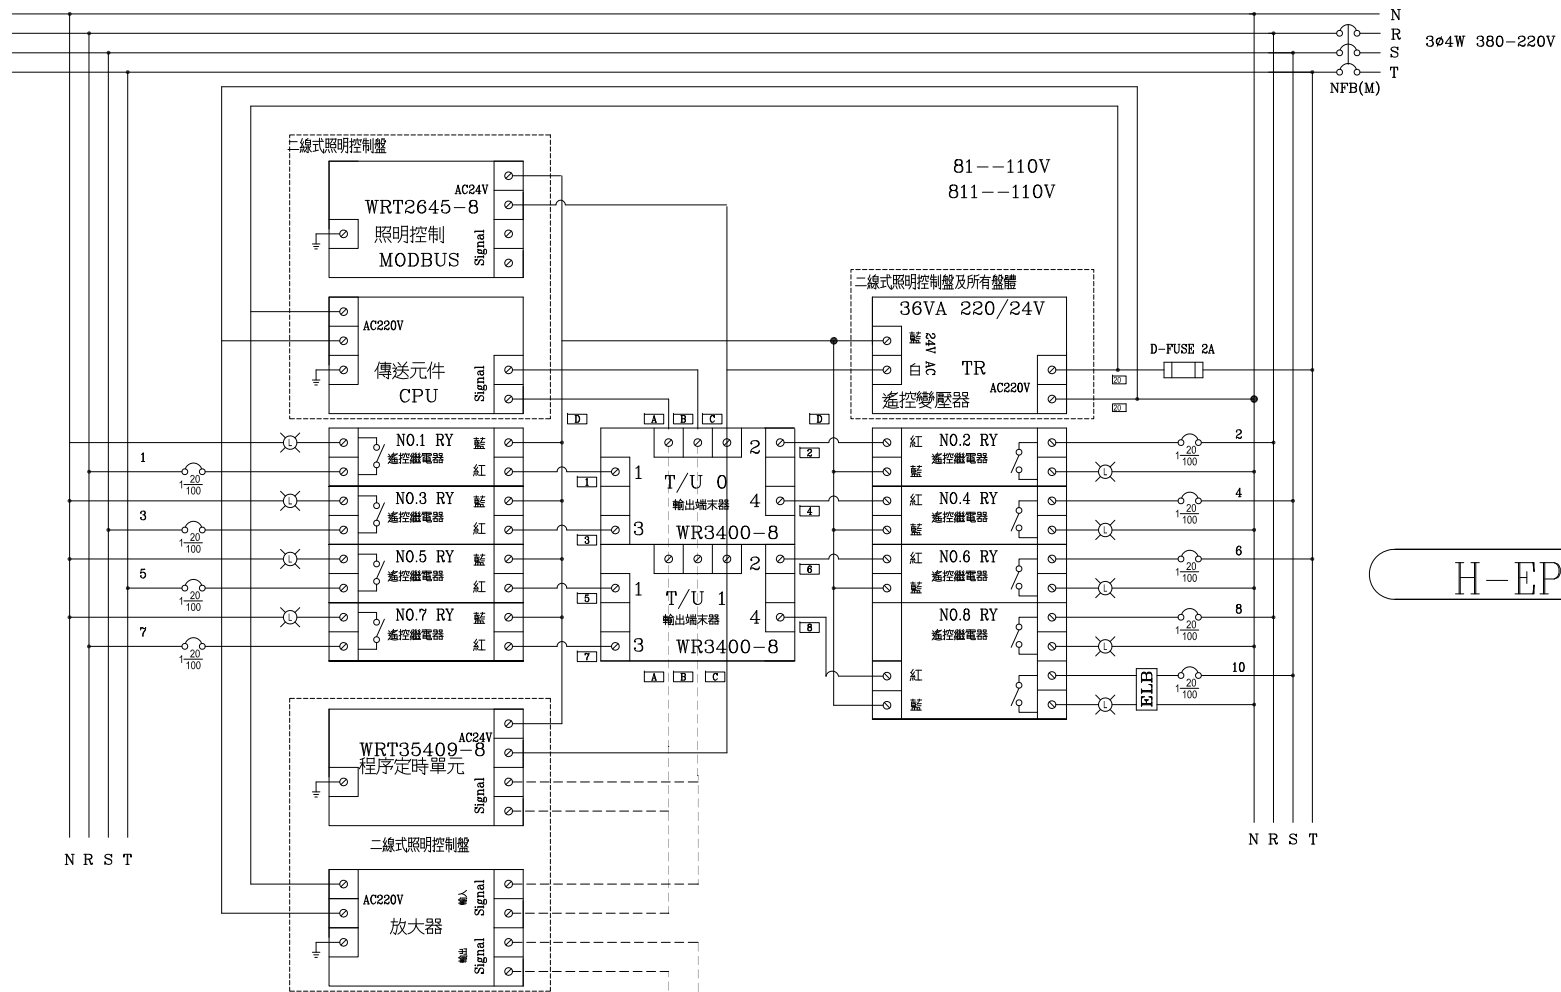 N
R
S
T
3ø4W 380-220V
NFB(M)
二線式照明控制盤
AC24V
WRT2645-8
照明控制
MODBUS
Signal
81--110V
811--110V
AC220V
傳送元件
CPU
Signal
二線式照明控制盤及所有盤體
36VA 220/24V
藍
白
24V
AC
TR
AC220V
遙控變壓器
D-FUSE 2A
20
20
D
A
B
C
D
NO.1 RY
遙控繼電器
藍
紅
L
1
1 20/100
NO.3 RY
遙控繼電器
藍
紅
L
3
1 20/100
NO.5 RY
遙控繼電器
藍
紅
L
5
1 20/100
NO.7 RY
遙控繼電器
藍
紅
L
7
1 20/100
1
3
5
7
1
2
T/U 0
輸出端末器
4
3
WR3400-8
1
2
T/U 1
輸出端末器
4
3
WR3400-8
A
B
C
2
4
6
8
紅
藍
NO.2 RY
遙控繼電器
L
2
1 20/100
紅
藍
NO.4 RY
遙控繼電器
L
4
1 20/100
紅
藍
NO.6 RY
遙控繼電器
L
6
1 20/100
NO.8 RY
遙控繼電器
L
8
1 20/100
紅
藍
L
ELB
10
1 20/100
H-EP
AC24V
WRT35409-8
程序定時單元
Signal
二線式照明控制盤
N R S T
N R S T
AC220V
放大器
輸入
Signal
輸出
Signal